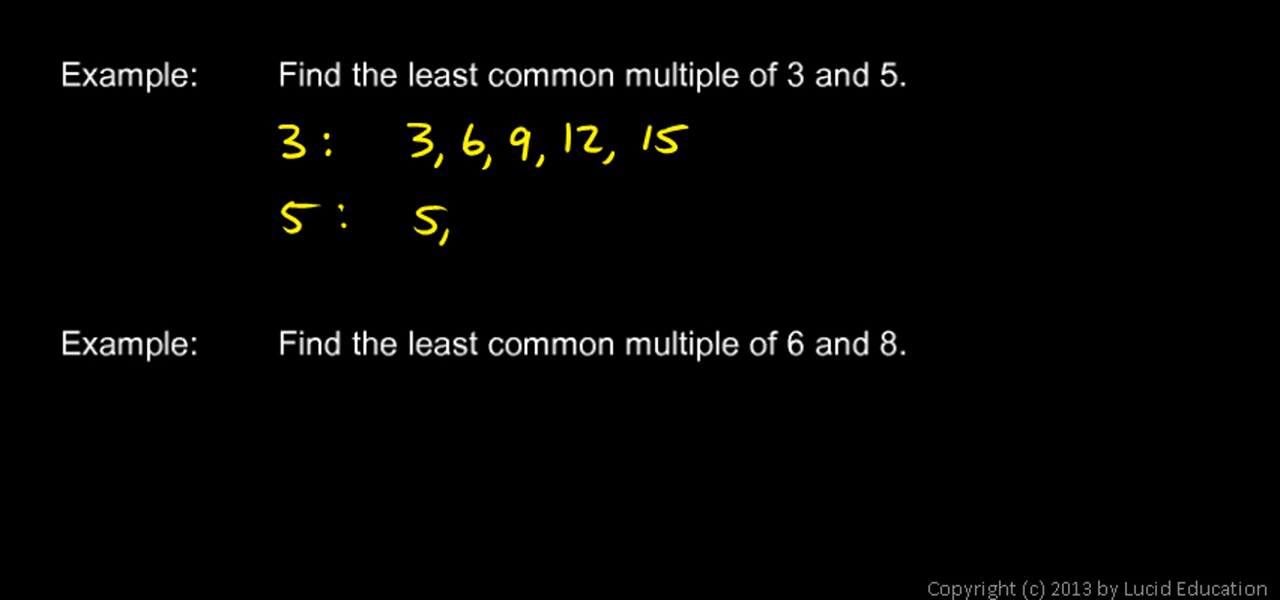 Example: Find the least common multiple of 3 and 5.
3: 3, 6, 9, 12, 15
5: 5,
Example: Find the least common multiple of 6 and 8.
Copyright (c) 2013 by Lucid Education